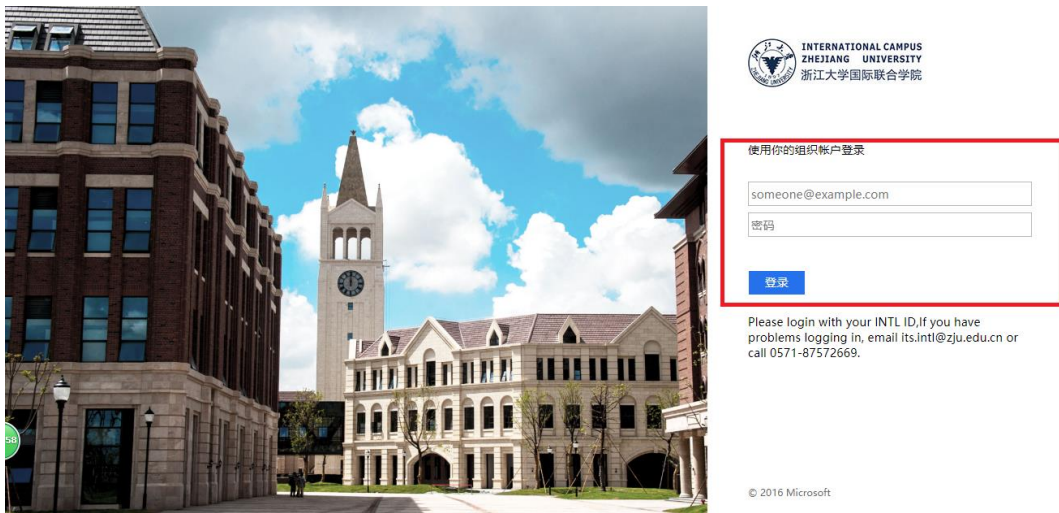 INTERNATIONAL CAMPUS
ZHEJIANG UNIVERSITY
浙江大学国际联合学院
使用你的组织帐户登录
someone@example.com
密码
登录
Please login with your INTL ID,If you have
problems logging in, email its.intl@zju.edu.cn or
call 0571-87572669.
58
© 2016 Microsoft